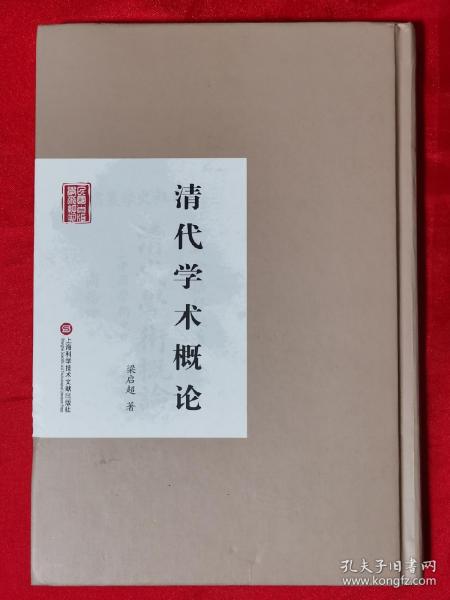 清代学术概论
梁启超 著
上海科学技术文献出版社
孔夫子旧书网
www.kongfz.com